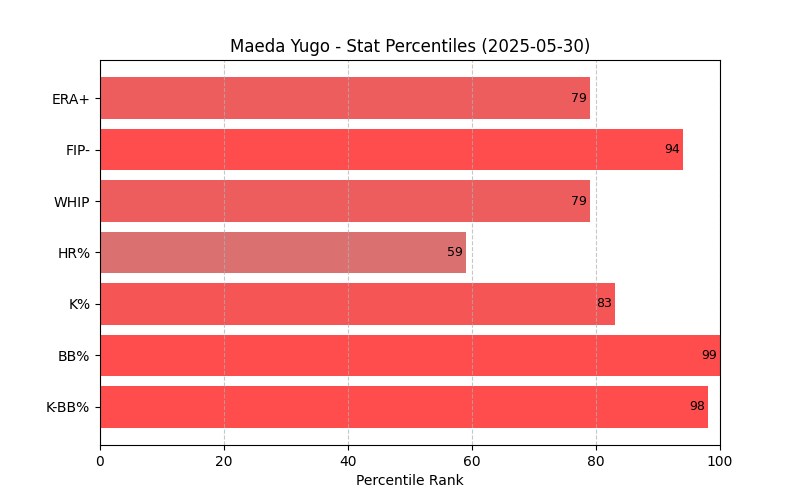 Maeda Yugo - Stat Percentiles (2025-05-30)
ERA+ 79
FIP- 94
WHIP 79
HR% 59
K% 83
BB% 99
K-BB% 98
0 20 40 60 80 100
Percentile Rank